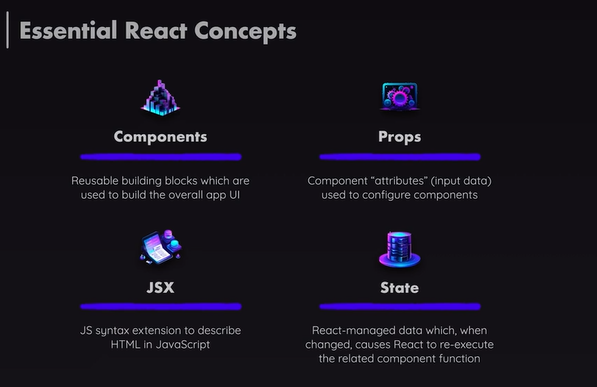 Essential React Concepts
Components
Reusable building blocks which are
used to build the overall app UI
Props
Component “attributes” (input data)
used to configure components
JSX
JS syntax extension to describe
HTML in JavaScript
State
React-managed data which, when
changed, causes React to re-execute
the related component function